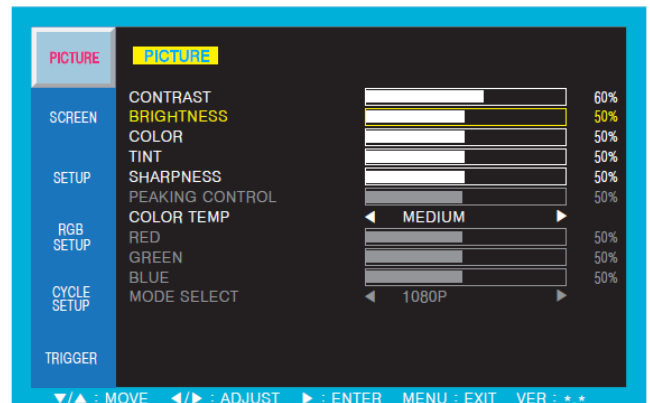 PICTURE
SCREEN
SETUP
RGB
SETUP
CYCLE
SETUP
TRIGGER
PICTURE
CONTRAST 60%
BRIGHTNESS 50%
COLOR 50%
TINT 50%
SHARPNESS 50%
PEAKING CONTROL 50%
COLOR TEMP ◀ MEDIUM ▶
RED 50%
GREEN 50%
BLUE 50%
MODE SELECT ◀ 1080P ▶
▼/▲ : MOVE ◀/▶ : ADJUST ▶ : ENTER MENU : EXIT VER : * *